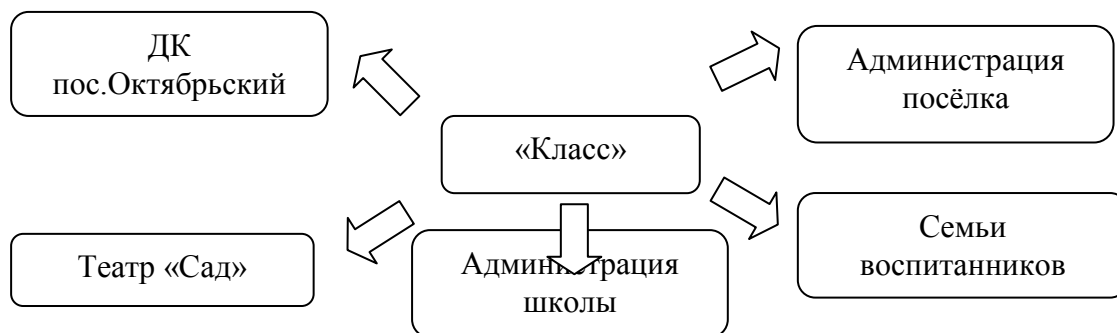 ДК
пос.Октябрьский
Администрация
посёлка
«Класс»
Театр «Сад»
Администрация
школы
Семьи
воспитанников